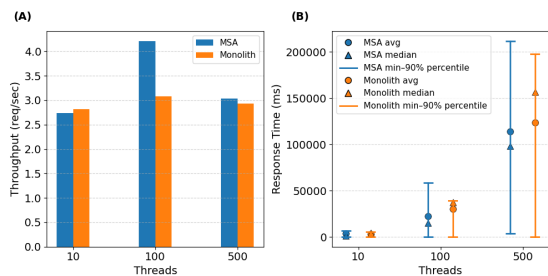 (A)
MSA
Monolith
4.0
3.5
3.0
2.5
2.0
1.5
1.0
0.5
0.0
Throughput (req/sec)
10
100
500
Threads
(B)
MSA avg
MSA median
MSA min–90% percentile
Monolith avg
Monolith median
Monolith min–90% percentile
200000
150000
100000
50000
0
Response Time (ms)
10
100
500
Threads